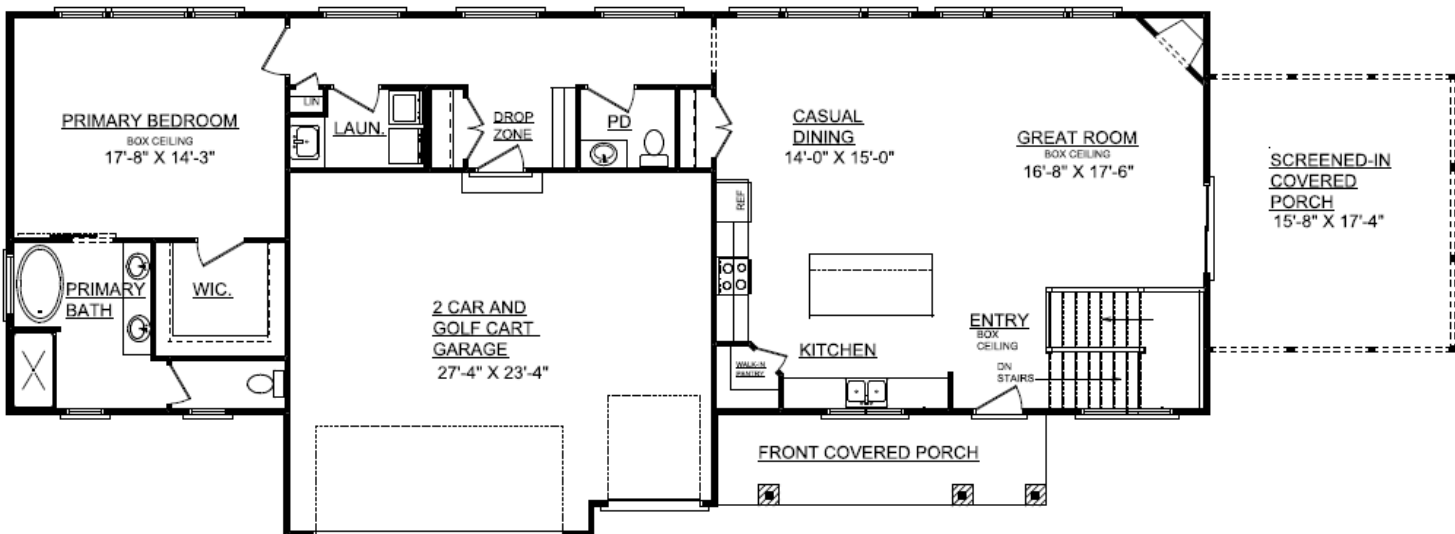 PRIMARY BEDROOM
BOX CEILING
17'-8" X 14'-3"
LIN
LAUN.
DROP
ZONE
PD
CASUAL
DINING
14'-0" X 15'-0"
GREAT ROOM
BOX CEILING
16'-8" X 17'-6"
SCREENED-IN
COVERED
PORCH
15'-8" X 17'-4"
REF
PRIMARY
BATH
WIC.
2 CAR AND
GOLF CART
GARAGE
27'-4" X 23'-4"
ENTRY
BOX
CEILING
KITCHEN
WALK-IN
PANTRY
DN
STAIRS
FRONT COVERED PORCH